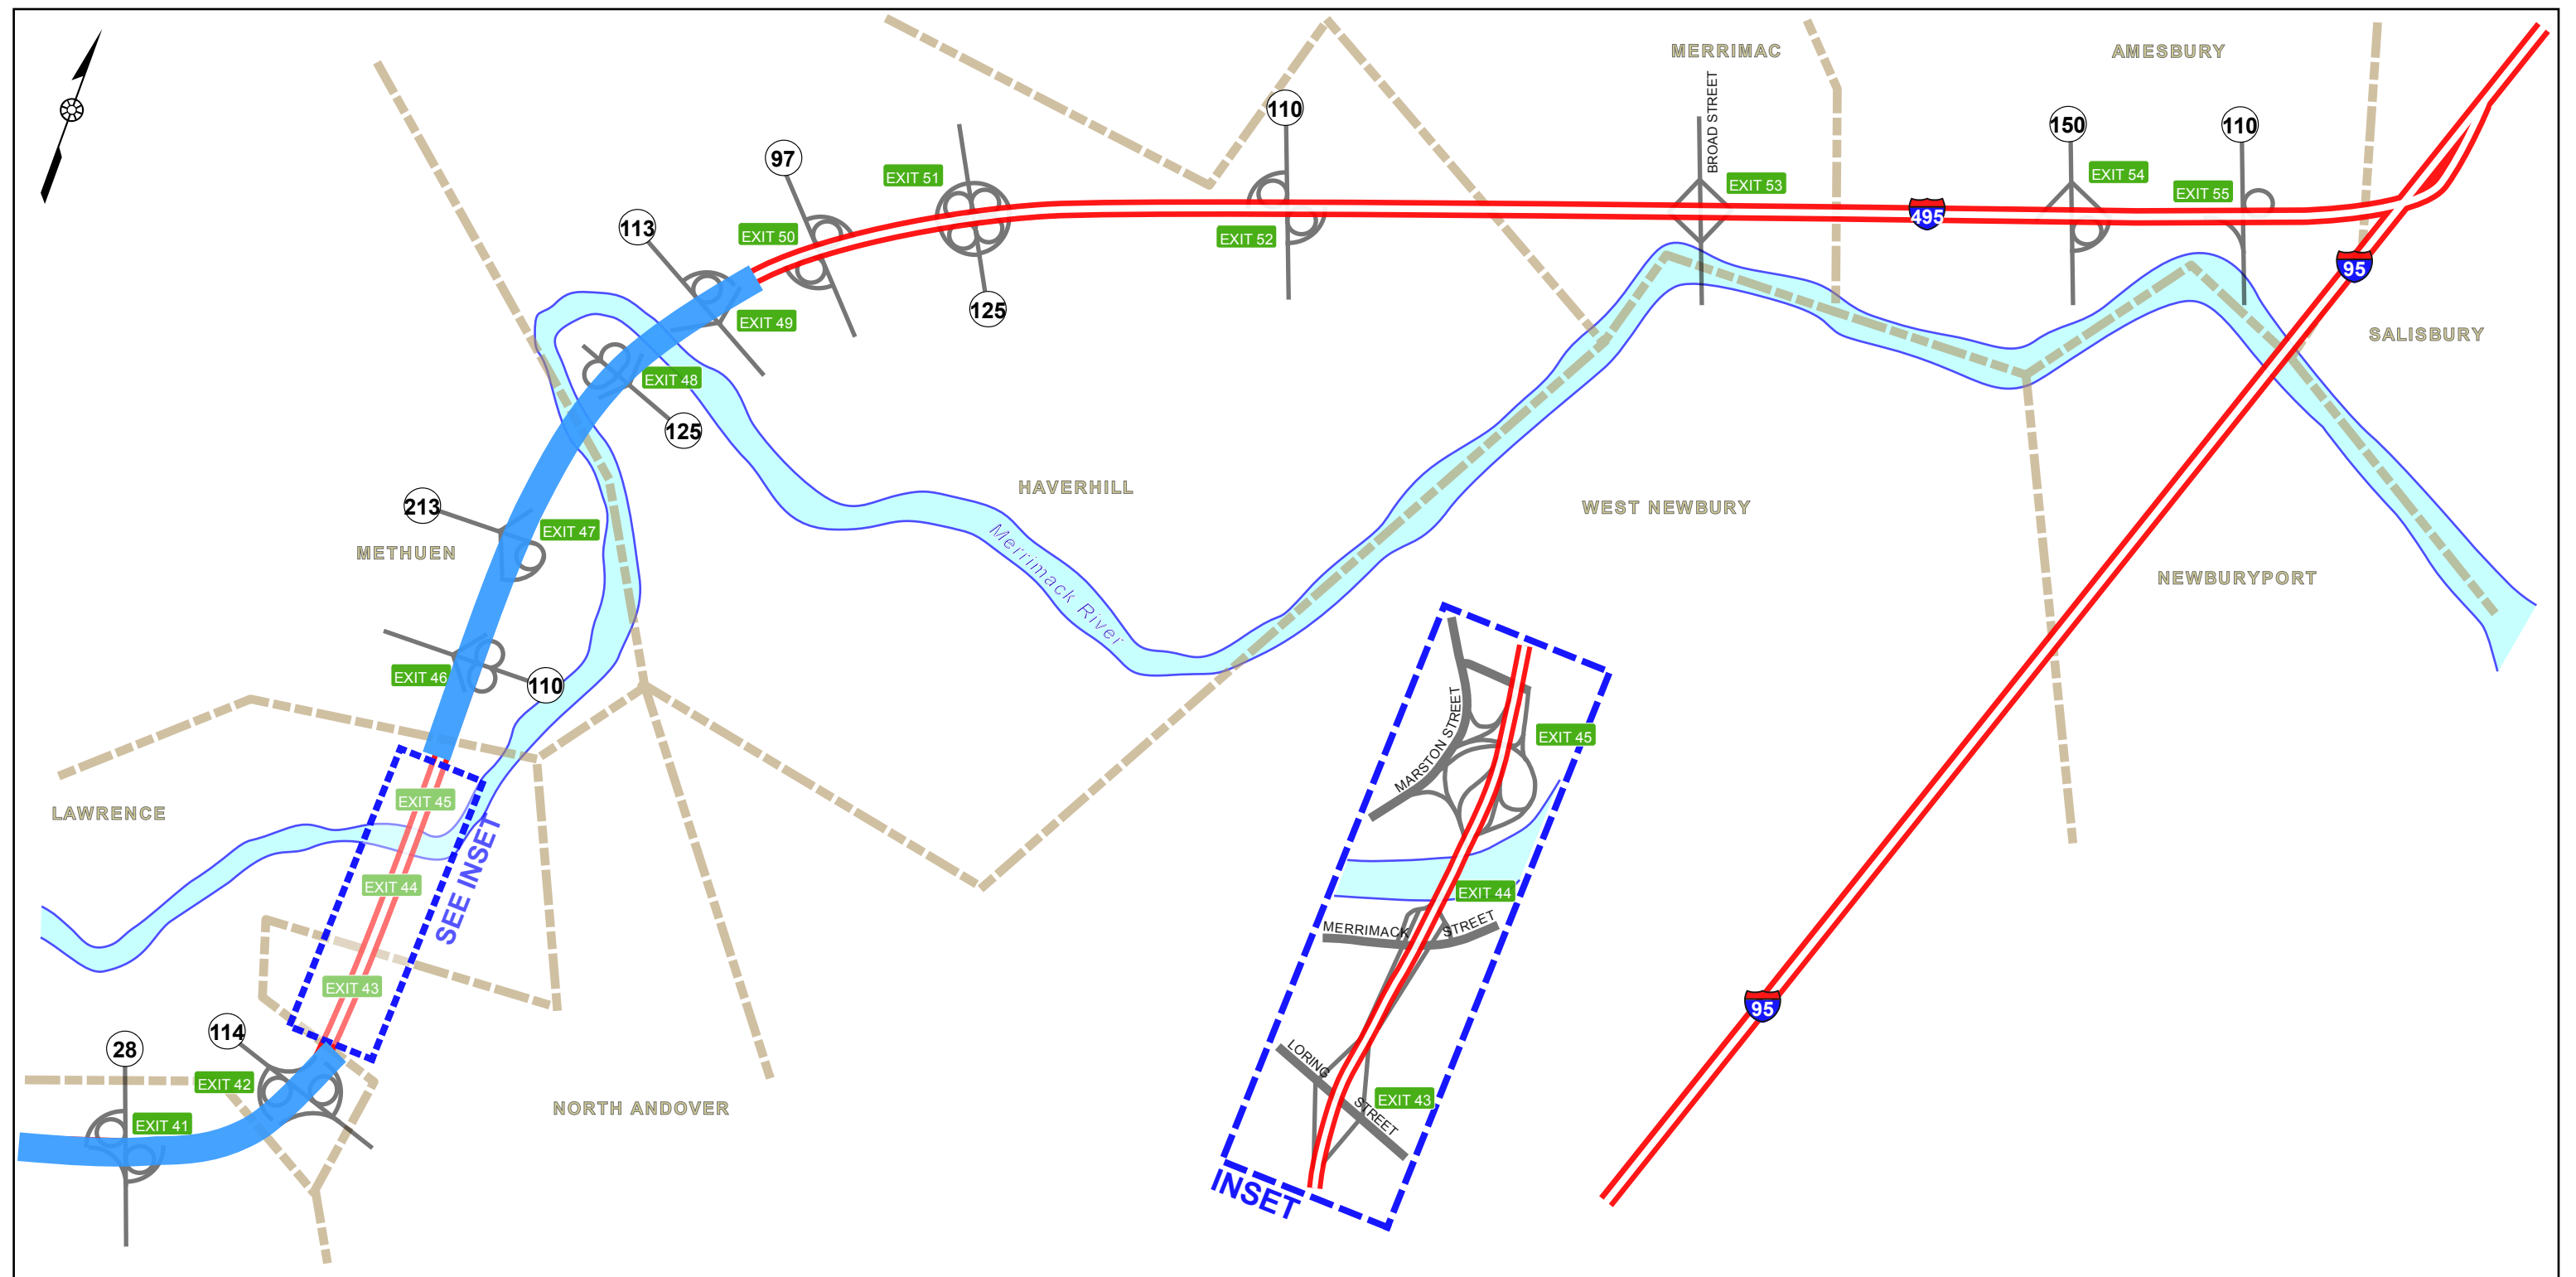 MERRIMAC
AMESBURY
BROAD STREET
110
150
110
97
EXIT 51
EXIT 53
EXIT 54
EXIT 55
113
EXIT 50
EXIT 52
495
95
125
EXIT 49
SALISBURY
EXIT 48
125
HAVERHILL
WEST NEWBURY
213
EXIT 47
METHUEN
Merrimack River
NEWBURYPORT
EXIT 46
110
MARSTON STREET
EXIT 45
EXIT 45
LAWRENCE
SEE INSET
EXIT 44
EXIT 44
MERRIMACK STREET
EXIT 43
95
114
28
LORING STREET
EXIT 42
EXIT 43
EXIT 41
NORTH ANDOVER
INSET